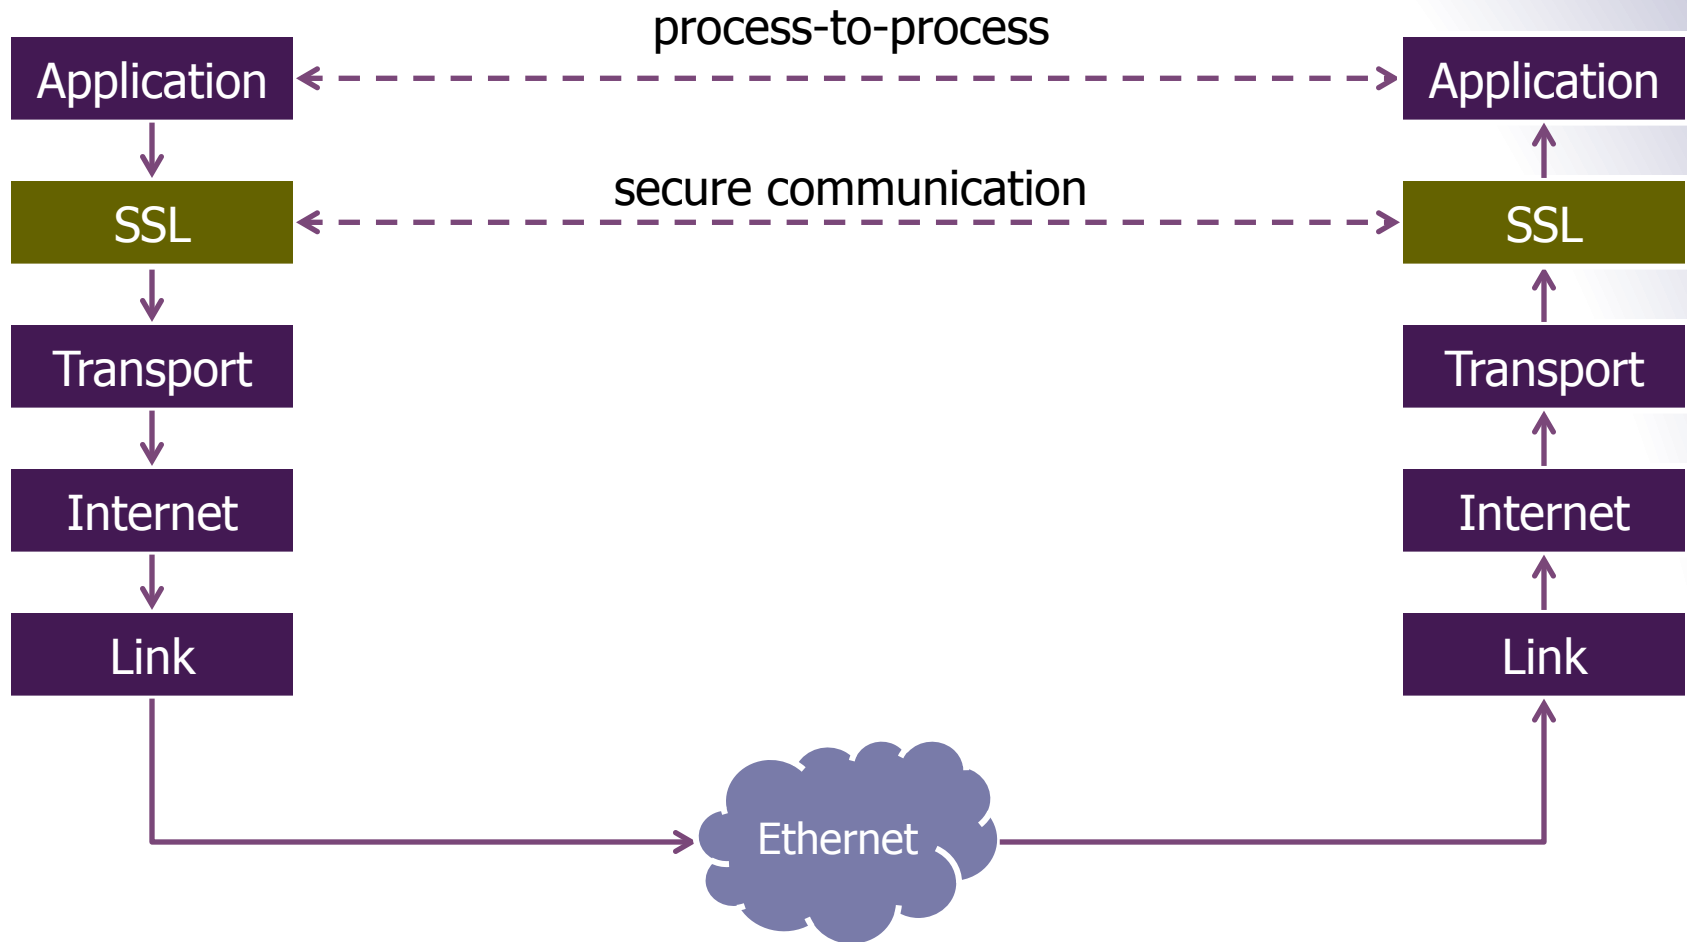 process-to-process
Application
Application
secure communication
SSL
SSL
Transport
Transport
Internet
Internet
Link
Link
Ethernet